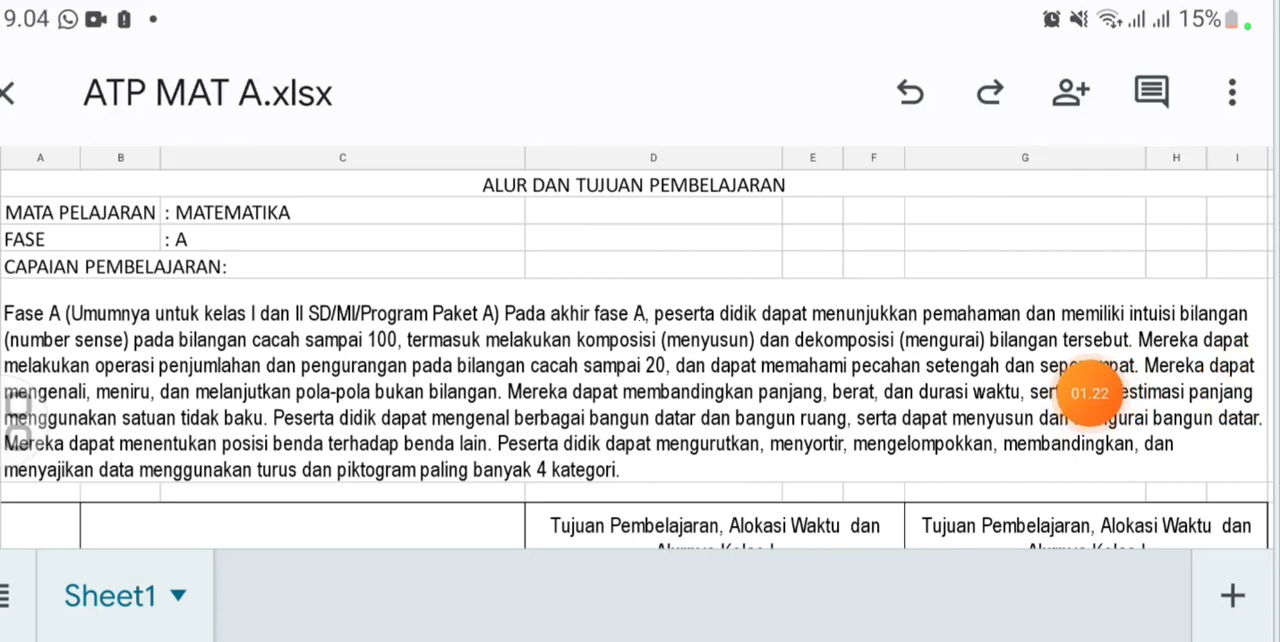 9.04
15%
ATP MAT A.xlsx
A B C D E F G H I
ALUR DAN TUJUAN PEMBELAJARAN
MATA PELAJARAN : MATEMATIKA
FASE : A
CAPAIAN PEMBELAJARAN:
Fase A (Umumnya untuk kelas I dan II SD/MI/Program Paket A) Pada akhir fase A, peserta didik dapat menunjukkan pemahaman dan memiliki intuisi bilangan
(number sense) pada bilangan cacah sampai 100, termasuk melakukan komposisi (menyusun) dan dekomposisi (mengurai) bilangan tersebut. Mereka dapat
melakukan operasi penjumlahan dan pengurangan pada bilangan cacah sampai 20, dan dapat memahami pecahan setengah dan Mereka dapat
mengenali, meniru, dan melanjutkan pola-pola bukan bilangan. Mereka dapat membandingkan panjang, berat, dan durasi waktu, estimasi panjang
01.22
menggunakan satuan tidak baku. Peserta didik dapat mengenal berbagai bangun datar dan bangun ruang, serta dapat menyusun dan bangun datar.
Mereka dapat menentukan posisi benda terhadap benda lain. Peserta didik dapat mengurutkan, menyortir, mengelompokkan, membandingkan, dan
menyajikan data menggunakan turus dan piktogram paling banyak 4 kategori.
Tujuan Pembelajaran, Alokasi Waktu dan
Tujuan Pembelajaran, Alokasi Waktu dan
Sheet1